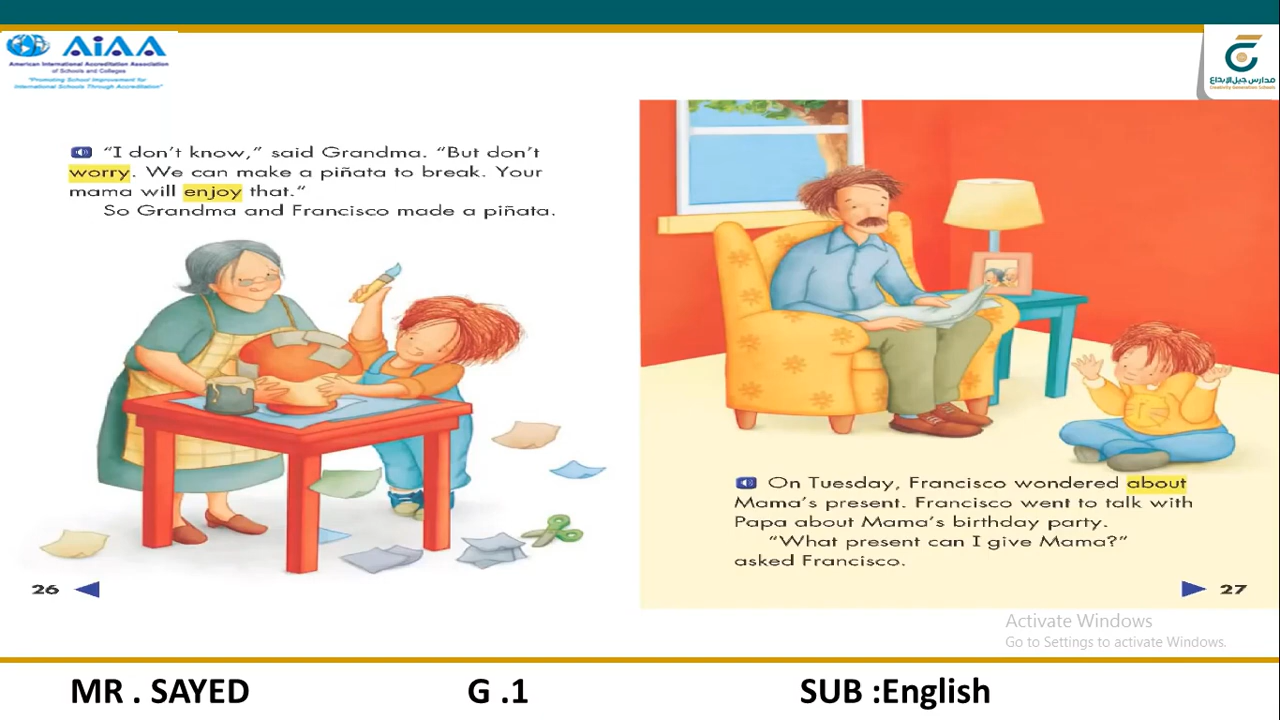 AiAA
American International Accreditation Association
of Schools and Colleges
"Promoting School Improvement for
International Schools Through Accreditation"
مدارس جيل الإبداع
Creativity Generation Schools
"I don't know," said Grandma. "But don't
worry. We can make a piñata to break. Your
mama will enjoy that."
So Grandma and Francisco made a piñata.
26
On Tuesday, Francisco wondered about
Mama's present. Francisco went to talk with
Papa about Mama's birthday party.
"What present can I give Mama?"
asked Francisco.
27
Activate Windows
Go to Settings to activate Windows.
MR . SAYED G .1 SUB :English